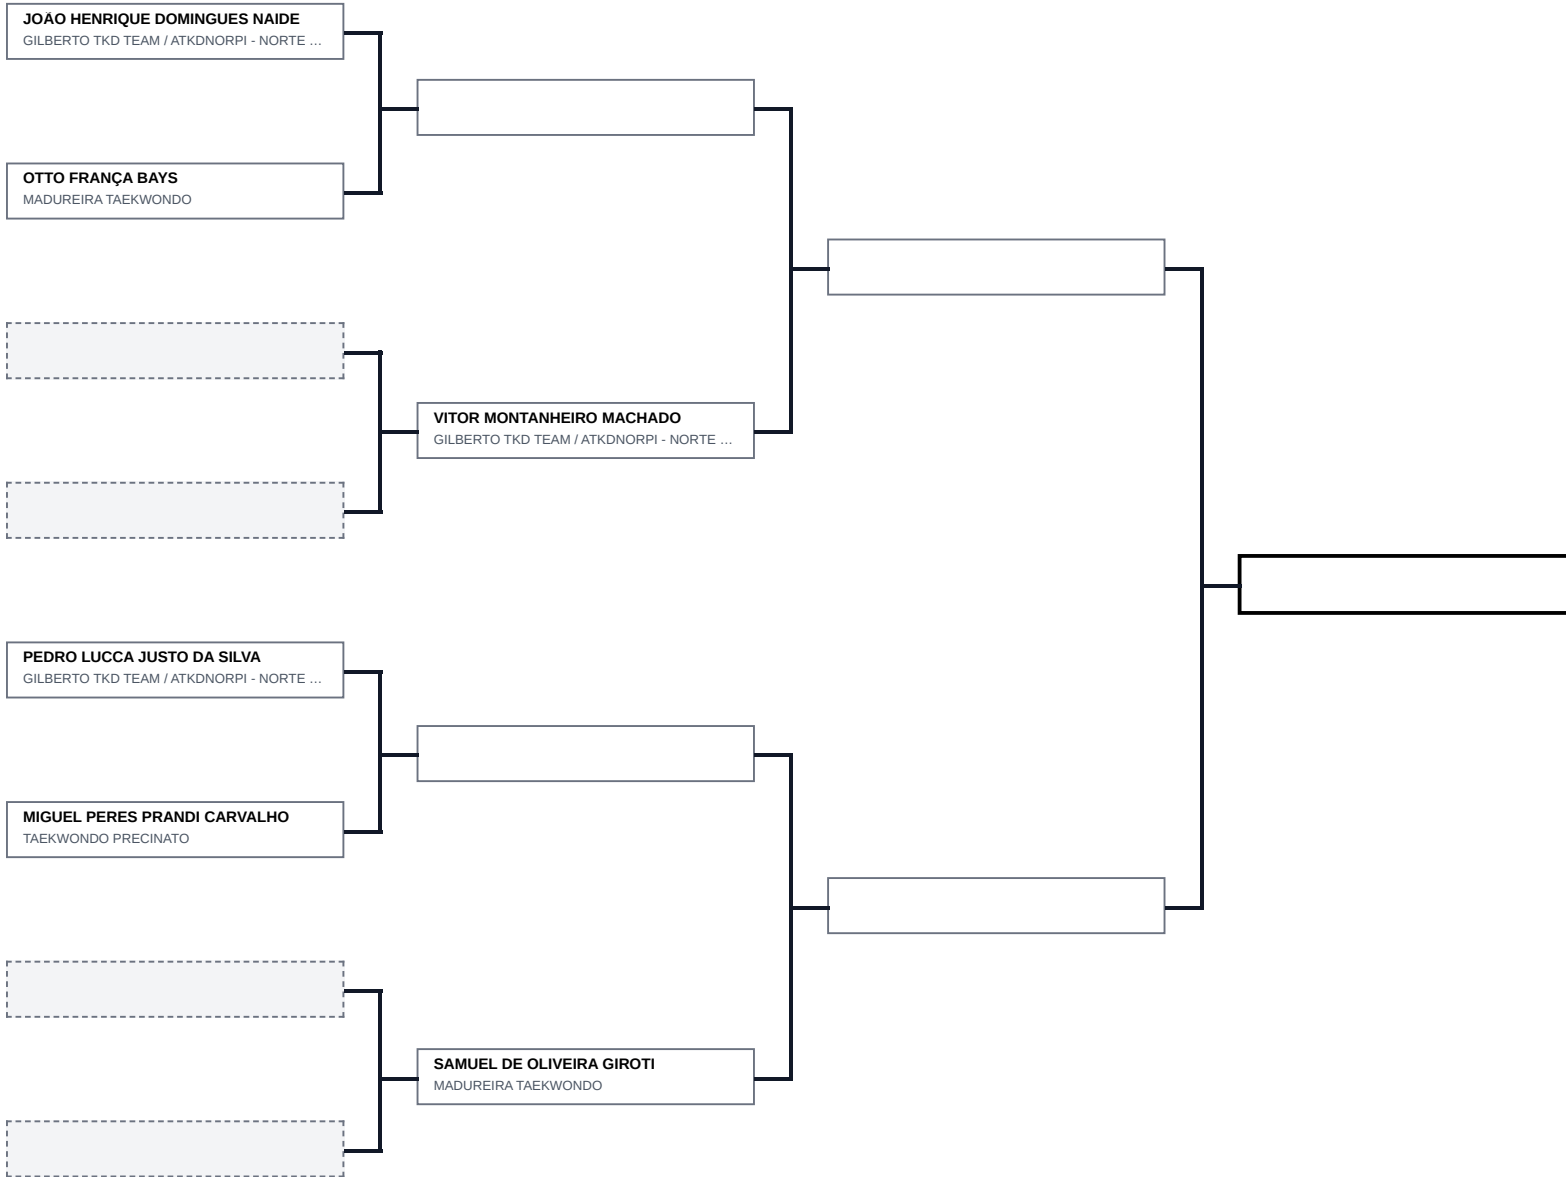 JOÃO HENRIQUE DOMINGUES NAIDE
GILBERTO TKD TEAM / ATKDNORPI - NORTE ...
OTTO FRANÇA BAYS
MADUREIRA TAEKWONDO
VITOR MONTANHEIRO MACHADO
GILBERTO TKD TEAM / ATKDNORPI - NORTE ...
PEDRO LUCCA JUSTO DA SILVA
GILBERTO TKD TEAM / ATKDNORPI - NORTE ...
MIGUEL PERES PRANDI CARVALHO
TAEKWONDO PRECINATO
SAMUEL DE OLIVEIRA GIROTI
MADUREIRA TAEKWONDO